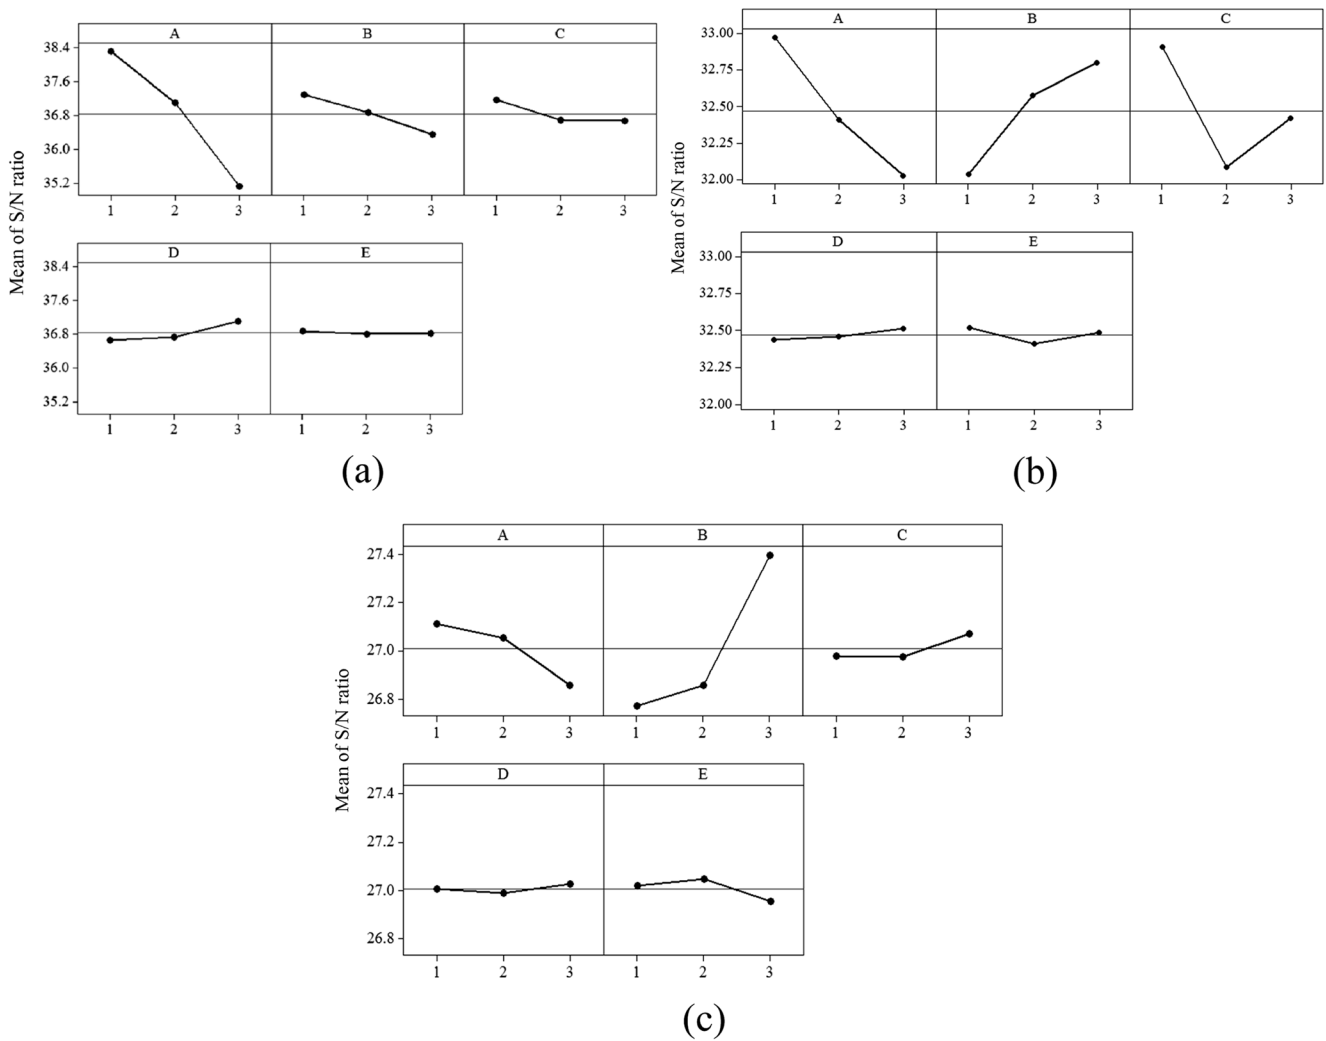 A B C
38.4
37.6
36.8
36.0
35.2
1 2 3 1 2 3 1 2 3
D E
38.4
37.6
36.8
36.0
35.2
1 2 3 1 2 3
Mean of S/N ratio
(a)
A B C
33.00
32.75
32.50
32.25
32.00
1 2 3 1 2 3 1 2 3
D E
33.00
32.75
32.50
32.25
32.00
1 2 3 1 2 3
Mean of S/N ratio
(b)
A B C
27.4
27.2
27.0
26.8
1 2 3 1 2 3 1 2 3
D E
27.4
27.2
27.0
26.8
1 2 3 1 2 3
Mean of S/N ratio
(c)